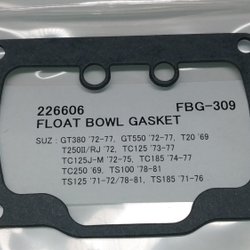 226606 FBG-309
FLOAT BOWL GASKET
SUZ : GT380 '72-77, GT550 '72-77, T20 '69
T250II/RJ '72, TC125 '73-77
TC125J-M '72-75, TC185 '74-77
TC250 '69, TS100 '78-81
TS125 '71-72/'78-81, TS185 '71-76